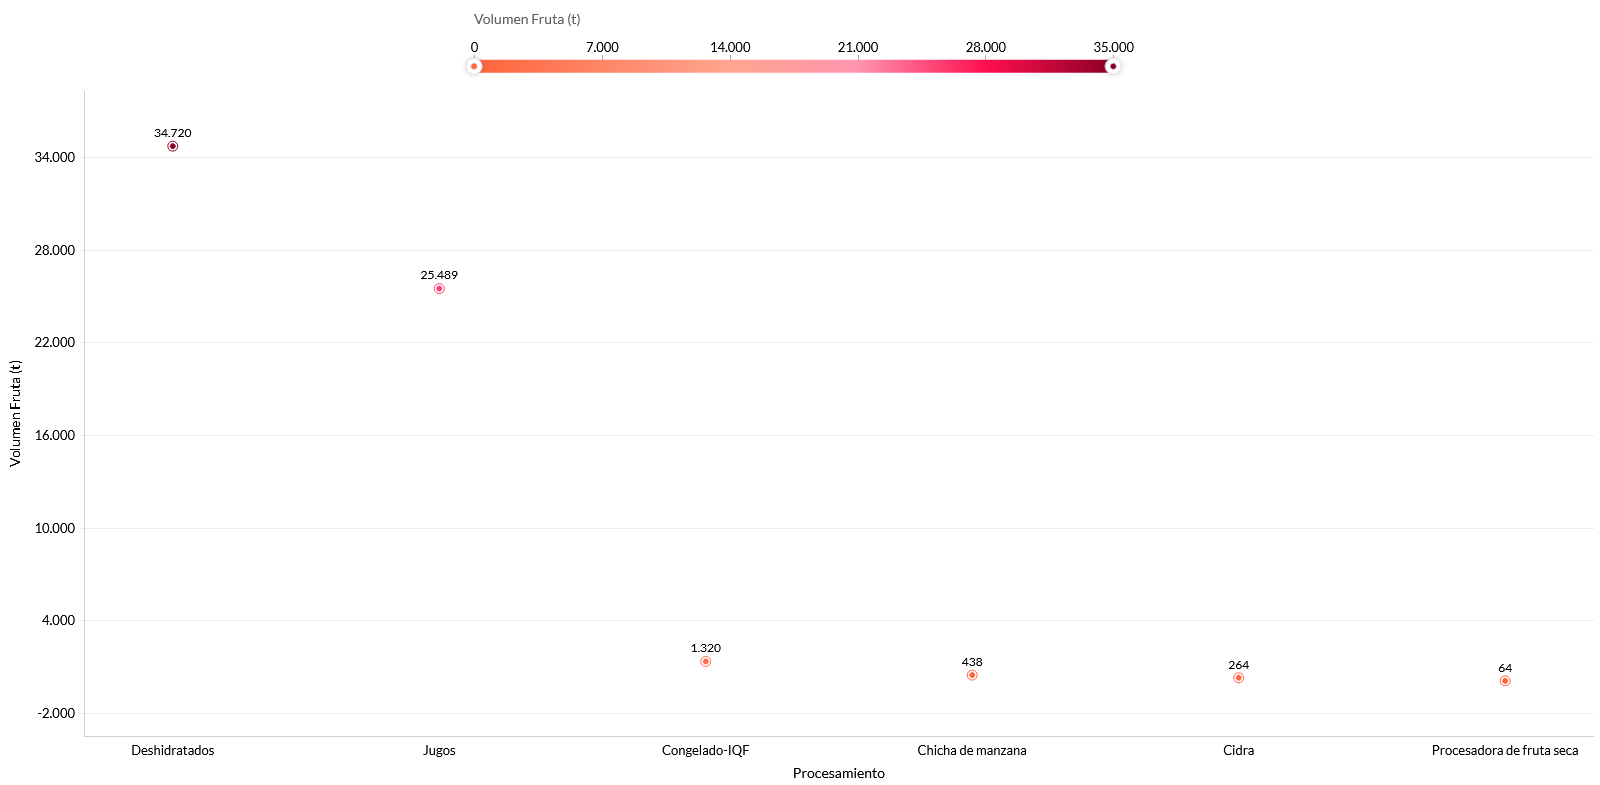 Volumen Fruta (t)
0 7.000 14.000 21.000 28.000 35.000
34.720
34.000
28.000
25.489
22.000
Volumen Fruta (t)
16.000
10.000
4.000
1.320
438
264
64
-2.000
Deshidratados Jugos Congelado-IQF Chicha de manzana Cidra Procesadora de fruta seca
Procesamiento